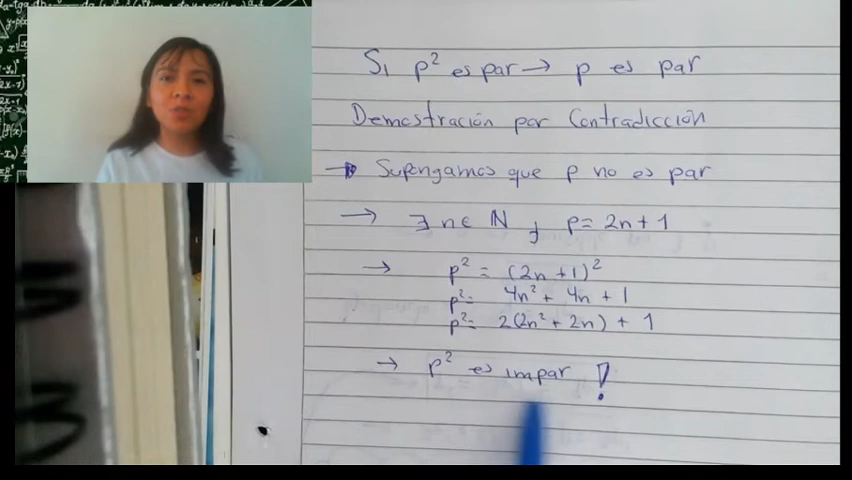 Si p² es par → p es par
Demostración por Contradicción
→ Supongamos que p no es par
→ ∃ n ∈ ℕ ∃ p = 2n + 1
→ p² = (2n + 1)²
p² = 4n² + 4n + 1
p² = 2(2n² + 2n) + 1
→ p² es impar !